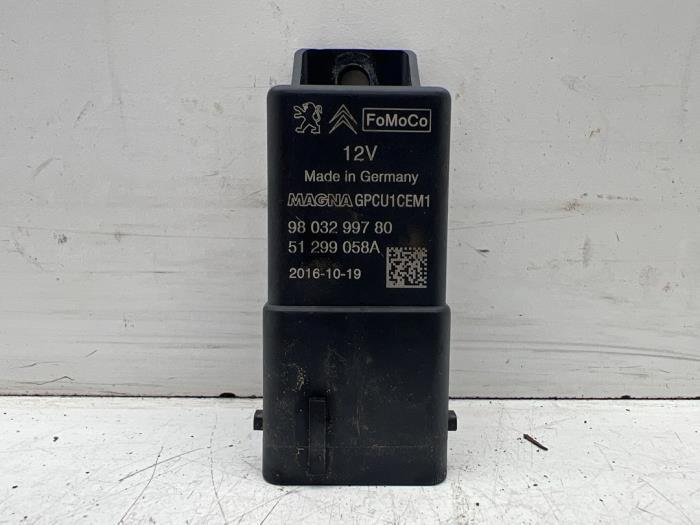 FoMoCo
12V
Made in Germany
MAGNA GPCU1CEM1
98 032 997 80
51 299 058A
2016-10-19